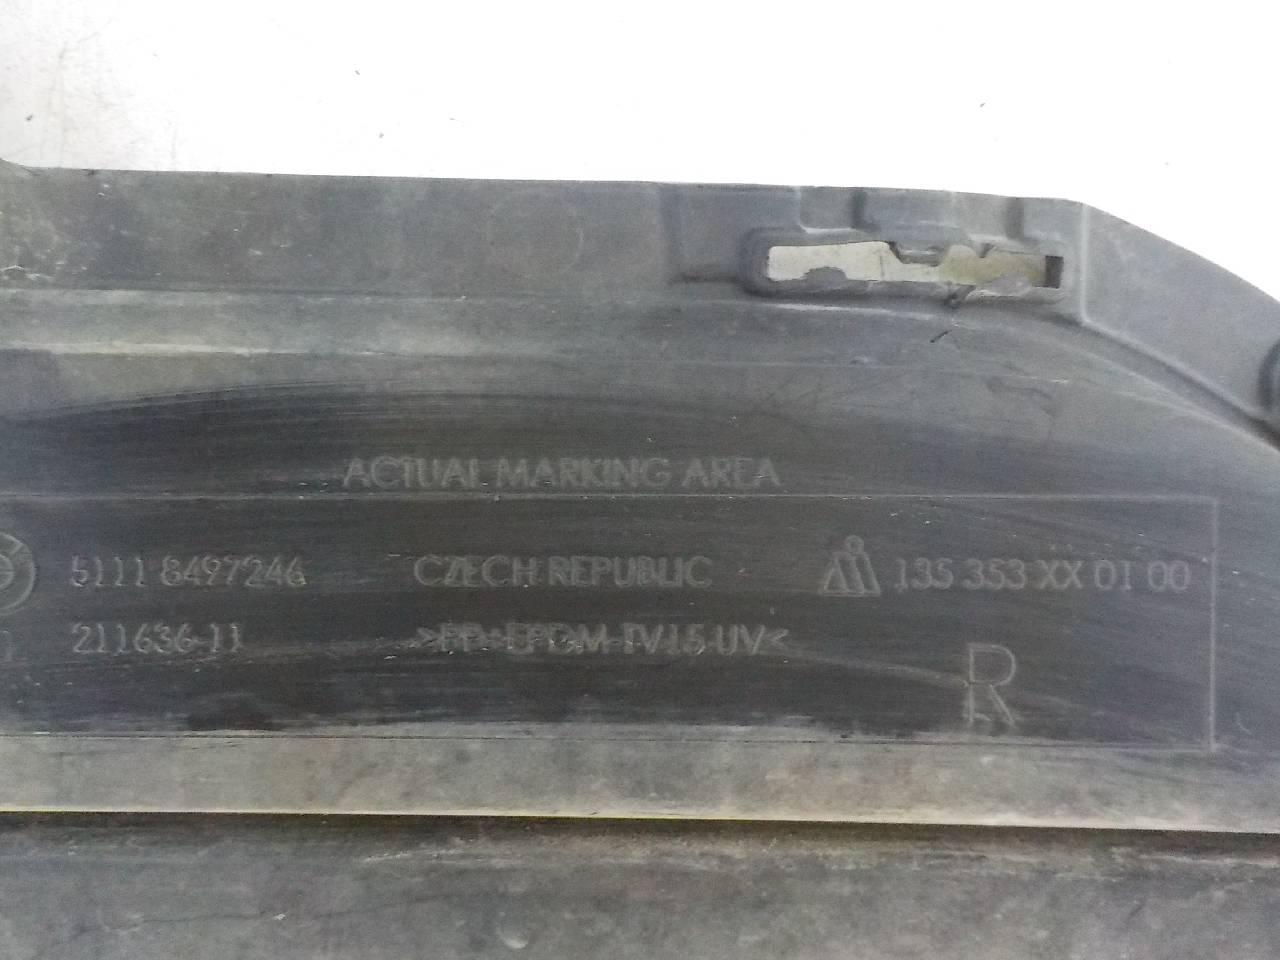 ACTUAL MARKING AREA
5111 8497246 CZECH REPUBLIC 135 353 XX 01 00
211636-11 >PP+EPDM-TV15 UV<
R